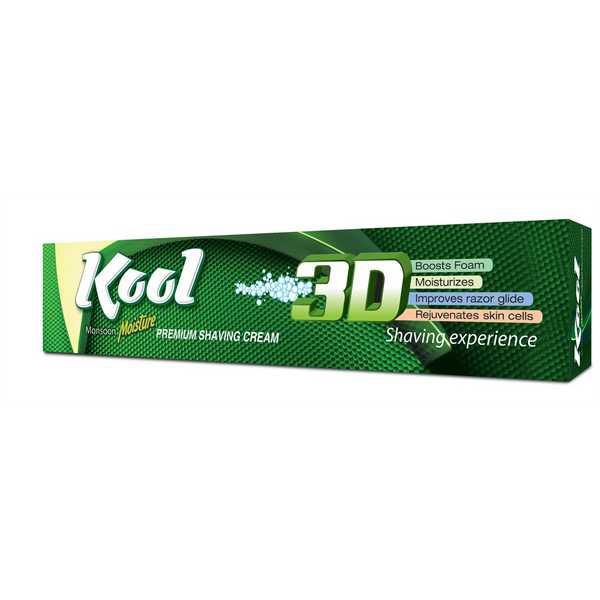 Kool
Monsoon Moisture
PREMIUM SHAVING CREAM
3D
Boosts Foam
Moisturizes
Improves razor glide
Rejuvenates skin cells
Shaving experience
Kool